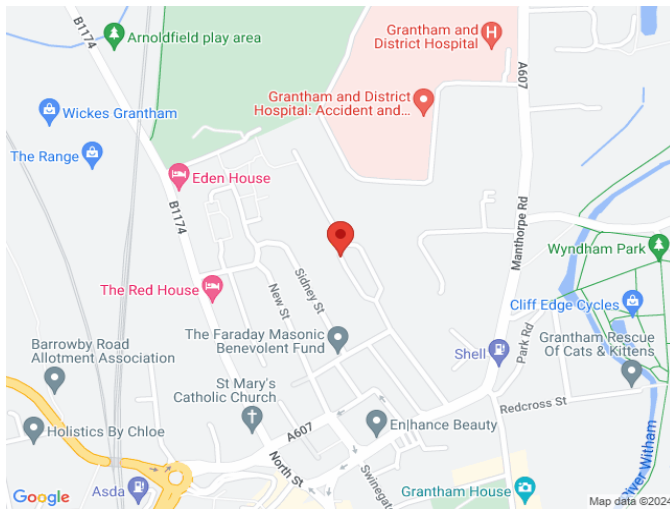 B1174
Arnoldfield play area
Grantham and
District Hospital
A607
Grantham and District
Hospital: Accident and...
Wickes Grantham
The Range
Eden House
B1174
Manthorpe Rd
Wyndham Park
The Red House
Sidney St
New St
Cliff Edge Cycles
Barrowby Road
Allotment Association
The Faraday Masonic
Benevolent Fund
Shell
Park Rd
Grantham Rescue
Of Cats & Kittens
St Mary's
Catholic Church
Redcross St
Holistics By Chloe
A607
En|hance Beauty
North St
Swinegate
Asda
Grantham House
River Witham
Google
Map data ©2024